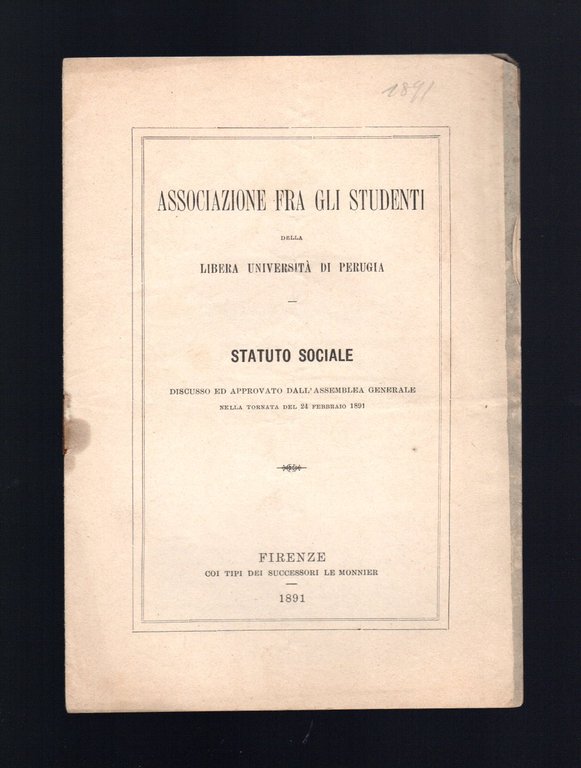 1891
ASSOCIAZIONE FRA GLI STUDENTI
DELLA
LIBERA UNIVERSITÀ DI PERUGIA
STATUTO SOCIALE
DISCUSSO ED APPROVATO DALL'ASSEMBLEA GENERALE
NELLA TORNATA DEL 24 FEBBRAIO 1891
FIRENZE
COI TIPI DEI SUCCESSORI LE MONNIER
1891